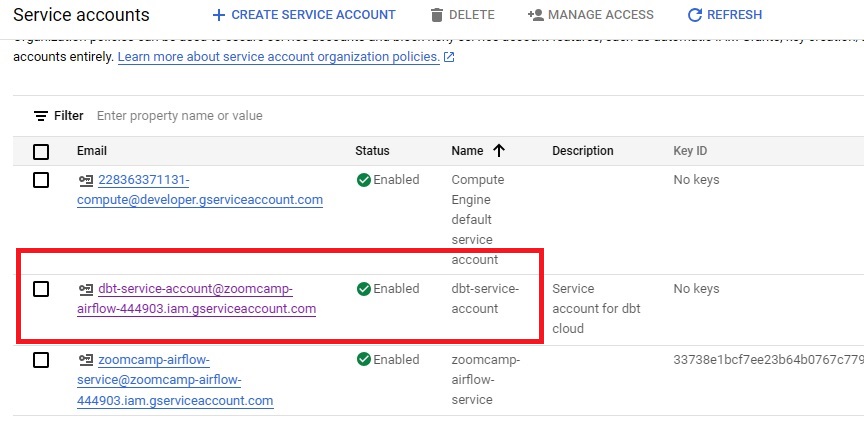 Service accounts + CREATE SERVICE ACCOUNT DELETE MANAGE ACCESS REFRESH
accounts entirely. Learn more about service account organization policies.
Filter Enter property name or value
Email Status Name ↑ Description Key ID
228363371131-
compute@developer.gserviceaccount.com
Enabled
Compute
Engine
default
service
account
No keys
dbt-service-account@zoomcamp-
airflow-444903.iam.gserviceaccount.com
Enabled
dbt-service-
account
Service
account for dbt
cloud
No keys
zoomcamp-airflow-
service@zoomcamp-airflow-
444903.iam.gserviceaccount.com
Enabled
zoomcamp-
airflow-
service
33738e1bcf7ee23b64b0767c779